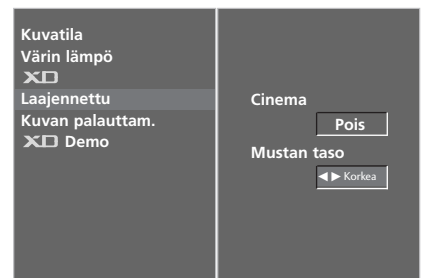 Kuvatila
Värin lämpö
XD
Laajennettu
Kuvan palauttam.
XD Demo
Cinema
Pois
Mustan taso
◀▶ Korkea